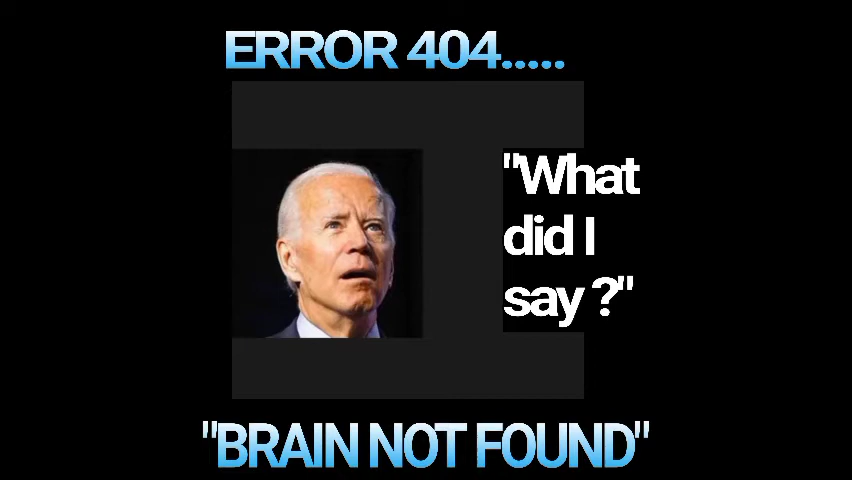 ERROR 404.....
"What
did I
say ?"
"BRAIN NOT FOUND"